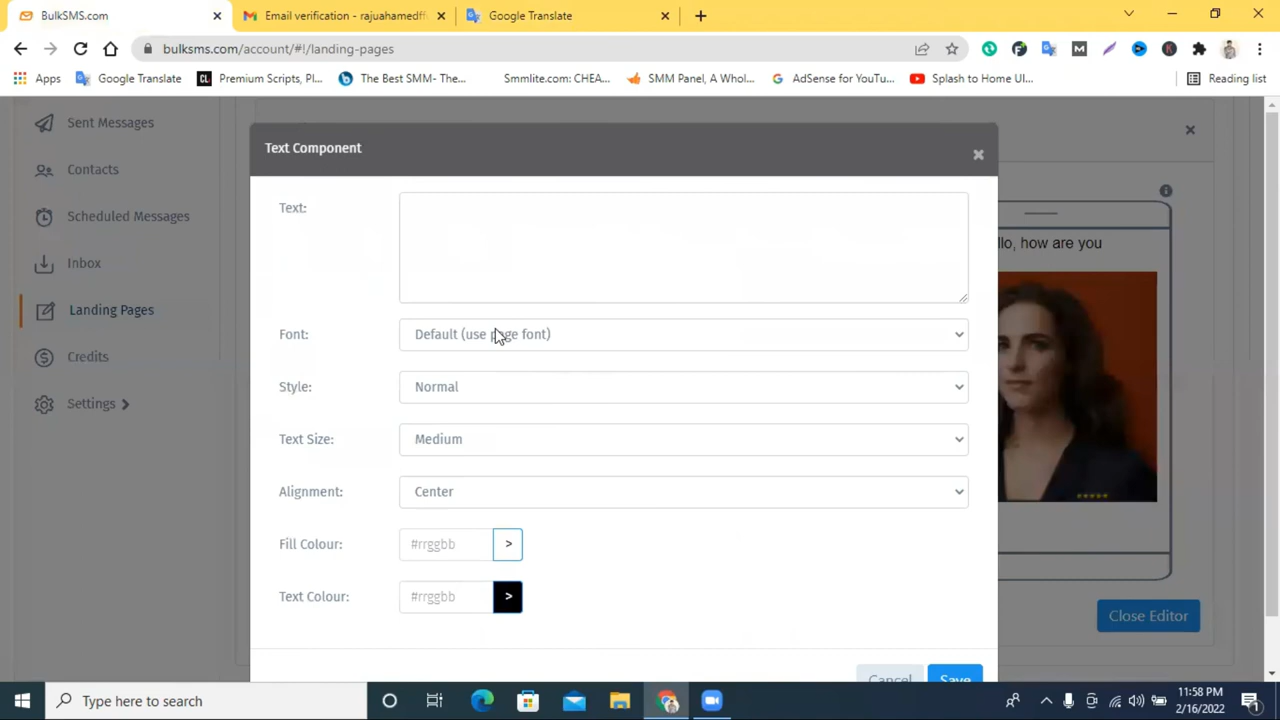 BulkSMS.com
Email verification - rajuahamedff
Google Translate
bulksms.com/account/#!/landing-pages
Apps
Google Translate
Premium Scripts, Pl...
The Best SMM- The...
Smmlite.com: CHEA...
SMM Panel, A Whol...
AdSense for YouTu...
Splash to Home UI...
Reading list
Sent Messages
Contacts
Scheduled Messages
Inbox
Landing Pages
Credits
Settings
Text Component
Text:
Font:
Default (use page font)
Style:
Normal
Text Size:
Medium
Alignment:
Center
Fill Colour:
#rrggbb
>
Text Colour:
#rrggbb
>
Cancel
Save
llo, how are you
Close Editor
Type here to search
11:58 PM
2/16/2022